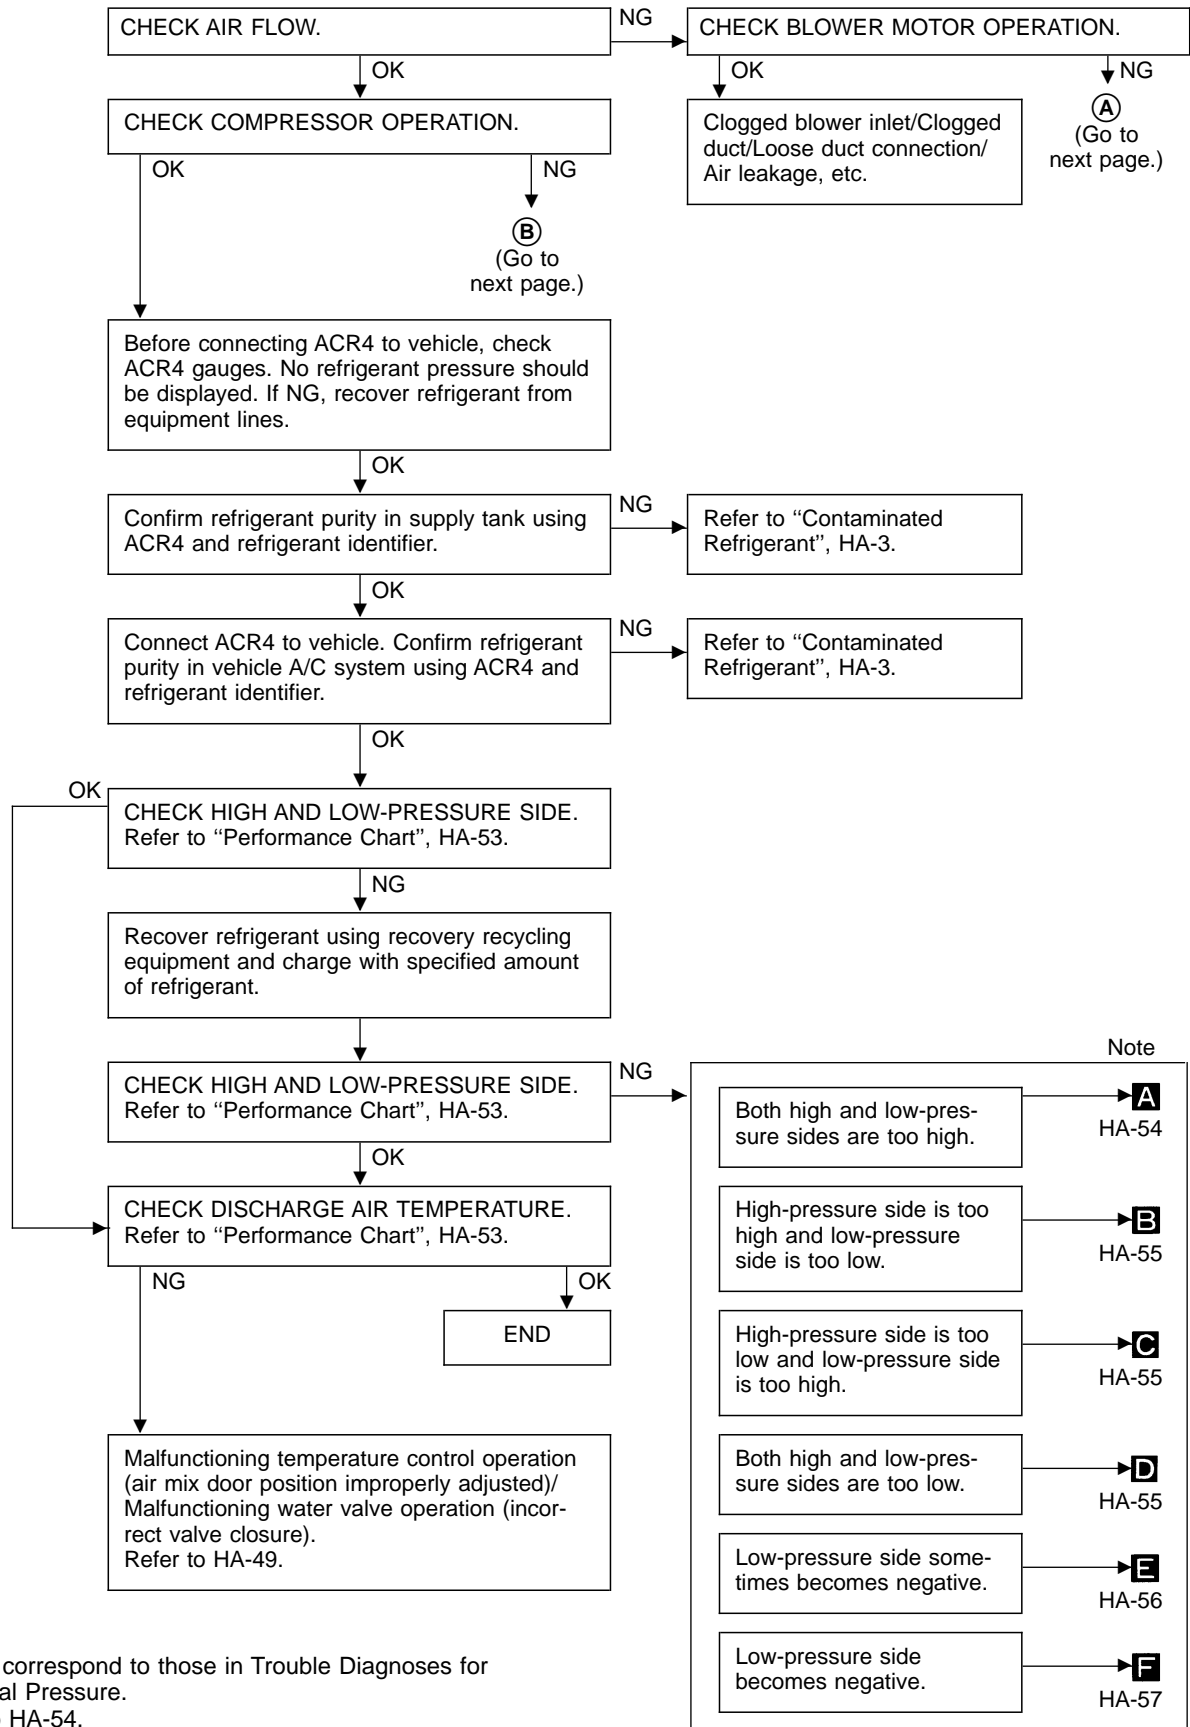 CHECK AIR FLOW.
NG
CHECK BLOWER MOTOR OPERATION.
OK
OK
NG
CHECK COMPRESSOR OPERATION.
Clogged blower inlet/Clogged
duct/Loose duct connection/
Air leakage, etc.
A
(Go to
next page.)
OK
NG
B
(Go to
next page.)
Before connecting ACR4 to vehicle, check
ACR4 gauges. No refrigerant pressure should
be displayed. If NG, recover refrigerant from
equipment lines.
OK
Confirm refrigerant purity in supply tank using
ACR4 and refrigerant identifier.
NG
Refer to ‘‘Contaminated
Refrigerant’’, HA-3.
OK
Connect ACR4 to vehicle. Confirm refrigerant
purity in vehicle A/C system using ACR4 and
refrigerant identifier.
NG
Refer to ‘‘Contaminated
Refrigerant’’, HA-3.
OK
OK
CHECK HIGH AND LOW-PRESSURE SIDE.
Refer to ‘‘Performance Chart’’, HA-53.
NG
Recover refrigerant using recovery recycling
equipment and charge with specified amount
of refrigerant.
CHECK HIGH AND LOW-PRESSURE SIDE.
Refer to ‘‘Performance Chart’’, HA-53.
NG
OK
CHECK DISCHARGE AIR TEMPERATURE.
Refer to ‘‘Performance Chart’’, HA-53.
NG
OK
END
Malfunctioning temperature control operation
(air mix door position improperly adjusted)/
Malfunctioning water valve operation (incor-
rect valve closure).
Refer to HA-49.
Note
Both high and low-pres-
sure sides are too high.
A
HA-54
High-pressure side is too
high and low-pressure
side is too low.
B
HA-55
High-pressure side is too
low and low-pressure side
is too high.
C
HA-55
Both high and low-pres-
sure sides are too low.
D
HA-55
Low-pressure side some-
times becomes negative.
E
HA-56
Low-pressure side
becomes negative.
F
HA-57
correspond to those in Trouble Diagnoses for
al Pressure.
HA-54.